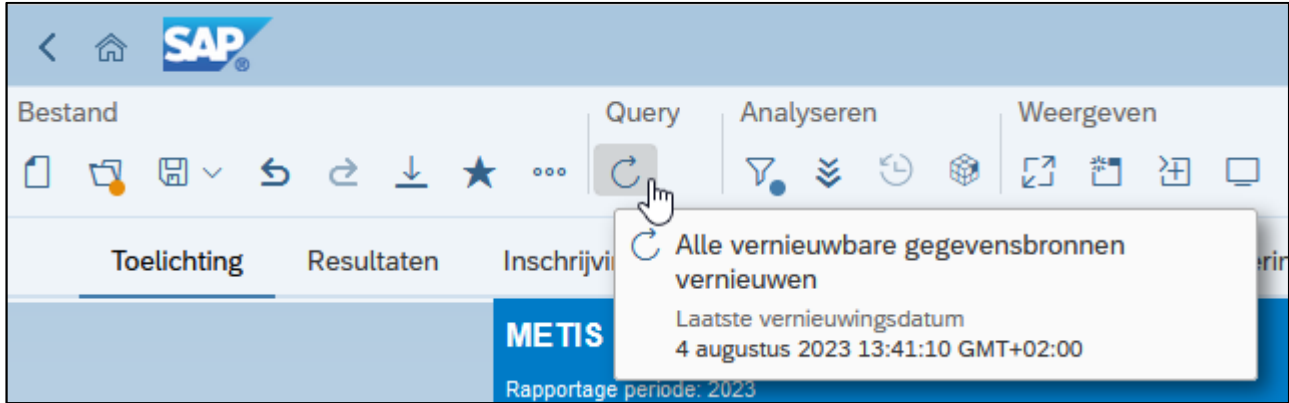 SAP®
Bestand Query Analyseren Weergeven
Toelichting Resultaten
Alle vernieuwbare gegevensbronnen
vernieuwen
Laatste vernieuwingsdatum
4 augustus 2023 13:41:10 GMT+02:00
METIS
Rapportage periode: 2023